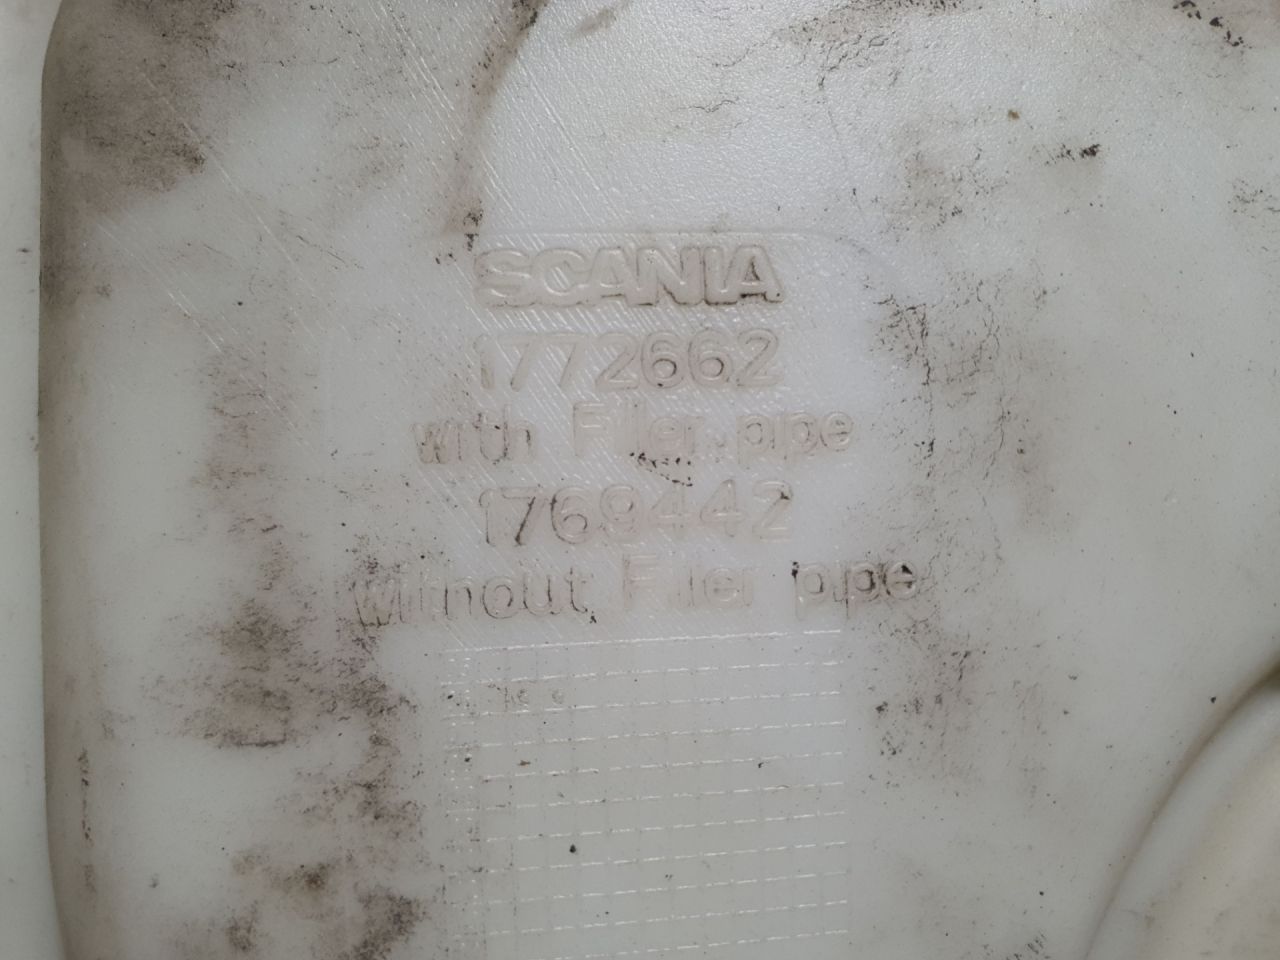 SCANIA
1772662
with Filler pipe
1769442
without Filler pipe